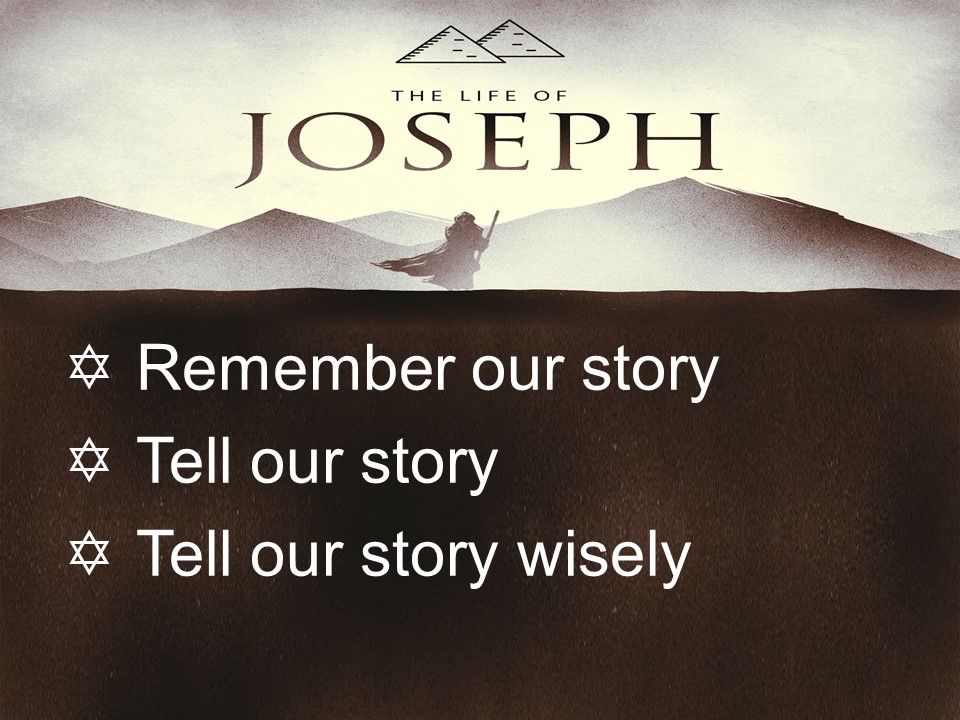 THE LIFE OF
JOSEPH
✡ Remember our story
✡ Tell our story
✡ Tell our story wisely